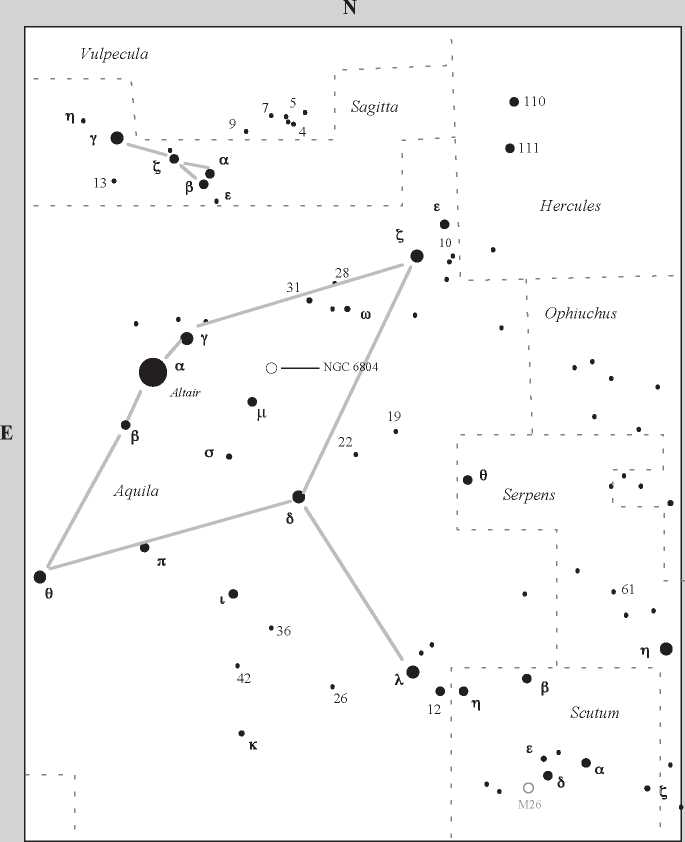 N
Vulpecula
η
γ
7
5
Sagitta
110
9
4
111
ζ
α
13
β
ε
Hercules
ε
ζ
10
28
31
ω
Ophiuchus
γ
α
NGC 6804
Altair
μ
19
E
β
22
σ
θ
Aquila
Serpens
δ
π
θ
61
ι
36
η
42
λ
26
12
η
β
Scutum
κ
ε
α
δ
ζ
M26